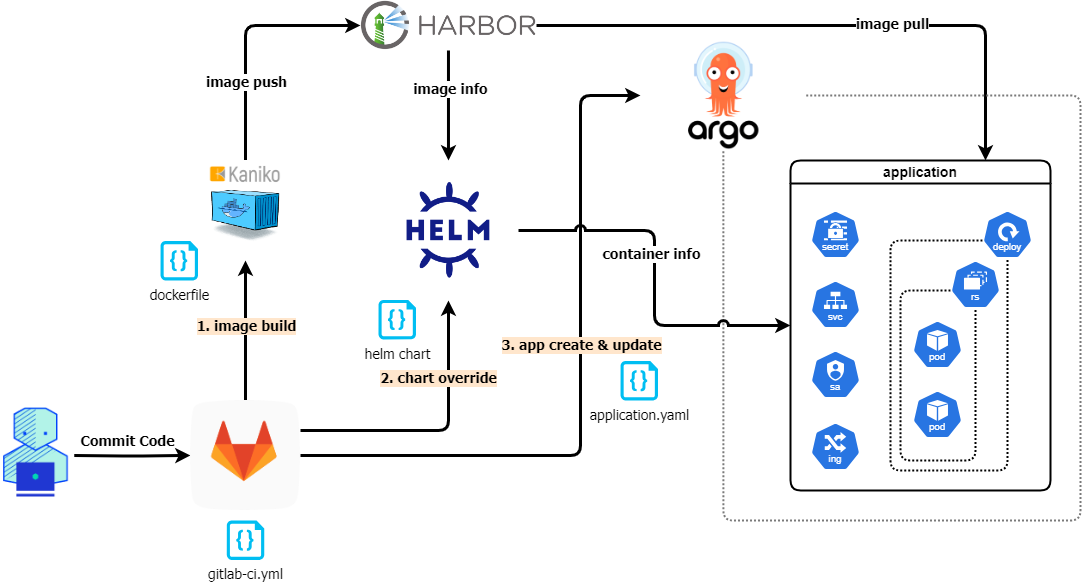 HARBOR
image pull
image push
image info
argo
Kaniko
application
HELM
secret
deploy
container info
dockerfile
rs
svc
1. image build
helm chart
3. app create & update
pod
2. chart override
sa
application.yaml
pod
Commit Code
ing
gitlab-ci.yml